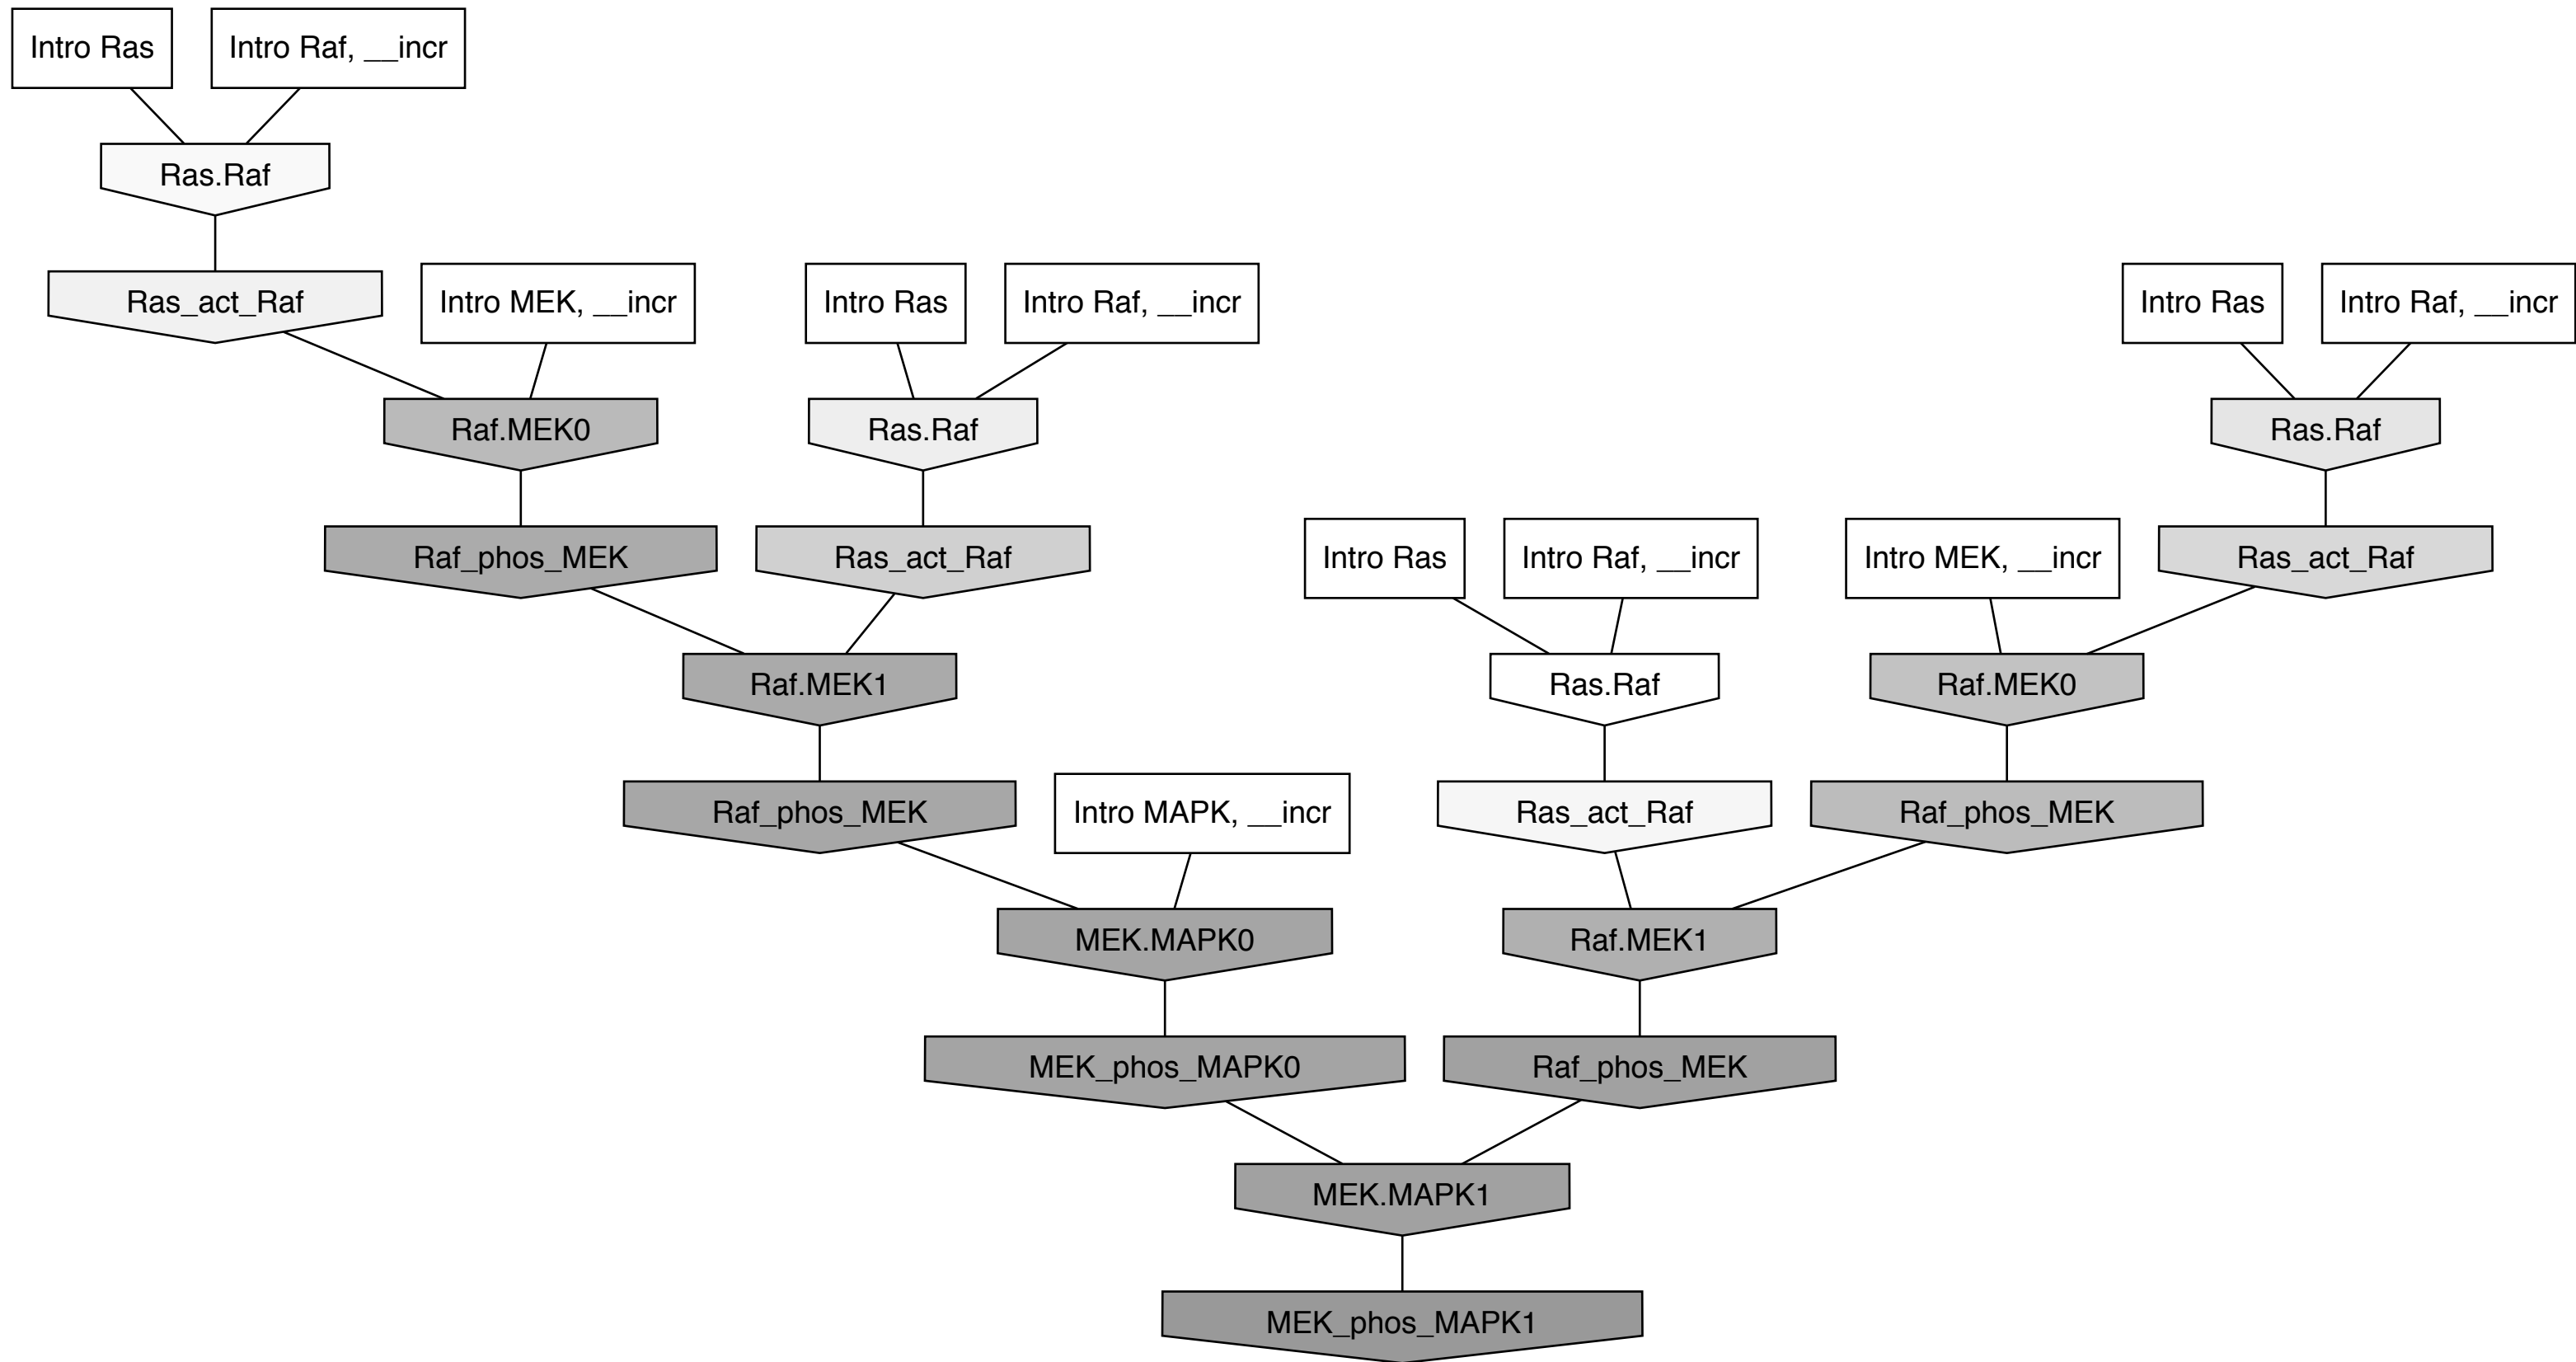 Intro Ras
Intro Raf, __incr
Ras.Raf
Ras_act_Raf
Intro MEK, __incr
Intro Ras
Intro Raf, __incr
Intro Ras
Intro Raf, __incr
Raf.MEK0
Ras.Raf
Ras.Raf
Raf_phos_MEK
Ras_act_Raf
Intro Ras
Intro Raf, __incr
Intro MEK, __incr
Ras_act_Raf
Raf.MEK1
Ras.Raf
Raf.MEK0
Raf_phos_MEK
Intro MAPK, __incr
Ras_act_Raf
Raf_phos_MEK
MEK.MAPK0
Raf.MEK1
MEK_phos_MAPK0
Raf_phos_MEK
MEK.MAPK1
MEK_phos_MAPK1